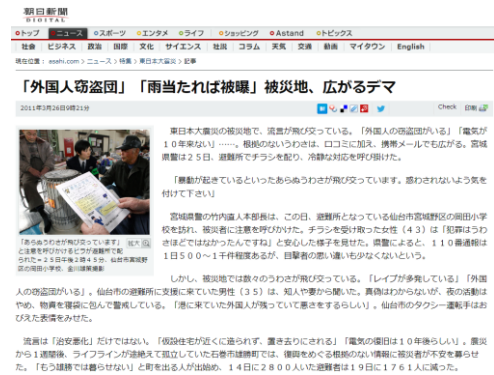 朝日新聞
DIGITAL
トップ ニュース スポーツ エンタメ ライフ ショッピング Astand トピックス
社会 ビジネス 政治 国際 文化 サイエンス 社説 コラム 天気 交通 動画 マイタウン English
現在位置： asahi.com > ニュース > 特集 > 東日本大震災 > 記事
「外国人窃盗団」「雨当たれば被曝」被災地、広がるデマ
2011年3月26日9時21分
Check 印刷
東日本大震災の被災地で、流言が飛び交っている。「外国人の窃盗団がいる」「電気が
１０年来ない」……。根拠のないうわさは、口コミに加え、携帯メールでも広がる。宮城
県警は２５日、避難所でチラシを配り、冷静な対応を呼び掛けた。
「暴動が起きているといったあらゆるうわさが飛び交っています。惑わされないよう気を
付けて下さい」
宮城県警の竹内直人本部長は、この日、避難所となっている仙台市宮城野区の岡田小学
校を訪れ、被災者に注意を呼びかけた。チラシを受け取った女性（４３）は「犯罪はうわ
さほどではなかったんですね」と安心した様子を見せた。県警によると、１１０番通報は
１日５００～１千件程度あるが、目撃者の思い違いも少なくないという。
拡大
「あらぬうわさが飛び交っています」
と注意を呼びかけるビラが避難所で配
られた＝２５日午後２時４５分、仙台市宮城野
区の岡田小学校、金川雄策撮影
しかし、被災地では数々のうわさが飛び交っている。「レイプが多発している」「外国
人の窃盗団がいる」。仙台市の避難所に支援に来ていた男性（３５）は、知人や妻から聞いた。真偽はわからないが、夜の活動は
やめ、物資を寝袋に包んで警戒している。「港に来ていた外国人が残っていて悪さをするらしい」。仙台市のタクシー運転手はお
びえた表情をみせた。
流言は「治安悪化」だけではない。「仮設住宅が近くに造られず、置き去りにされる」「電気の復旧は１０年後らしい」。震災
から１週間後、ライフラインが途絶えて孤立していた石巻市雄勝町では、復興をめぐる根拠のない情報に被災者が不安を募らせ
た。「もう雄勝では暮らせない」と町を出る人が出始め、１４日に２８００人いた避難者は１９日に１７６１人に減った。